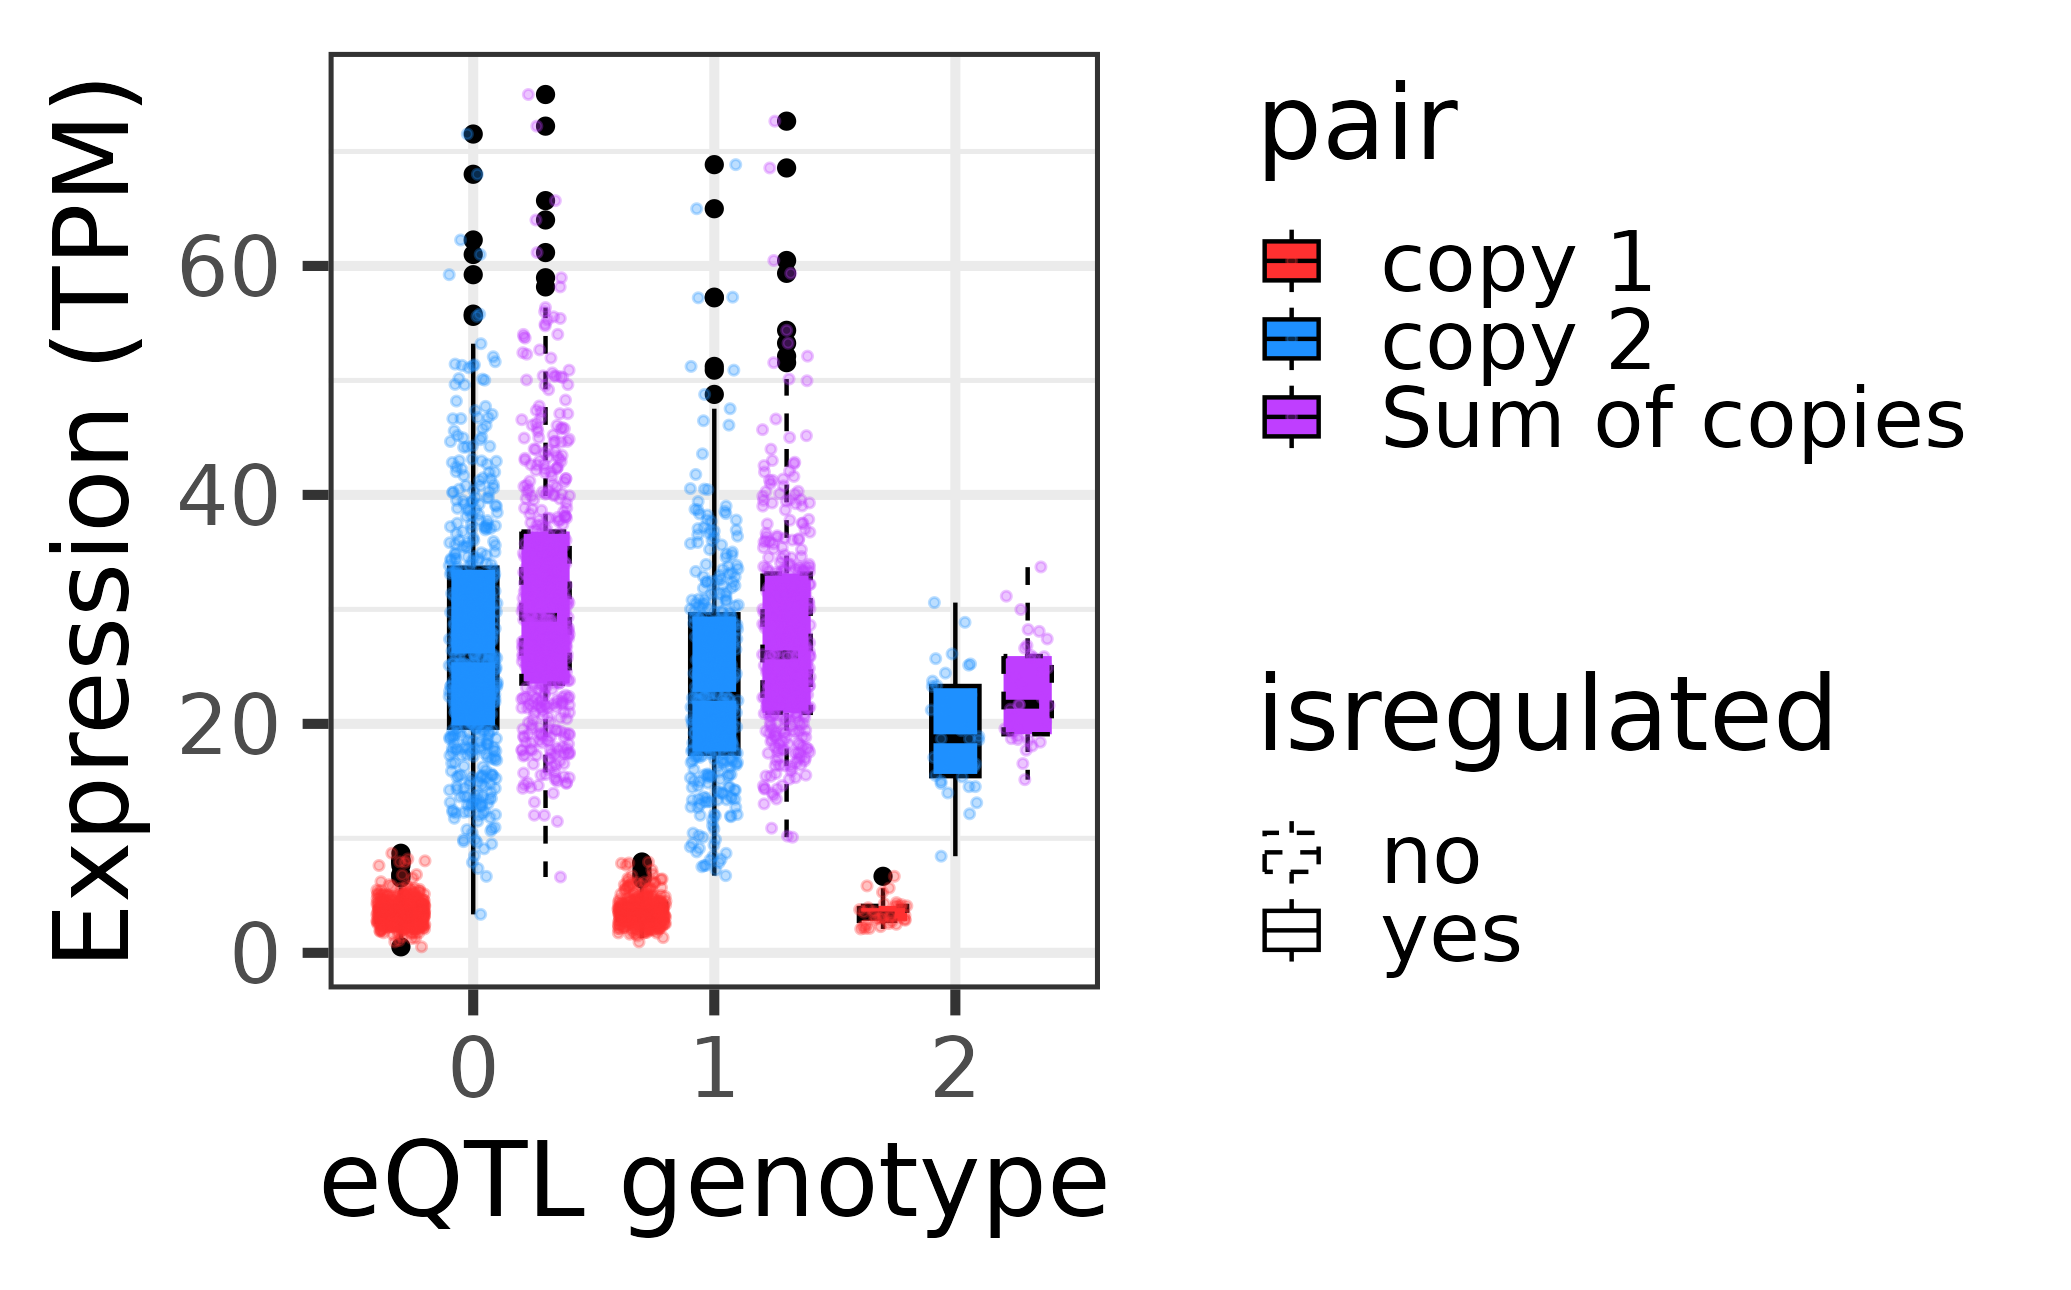 Expression (TPM)
60
40
20
0
0 1 2
eQTL genotype
pair
copy 1
copy 2
Sum of copies
isregulated
no
yes